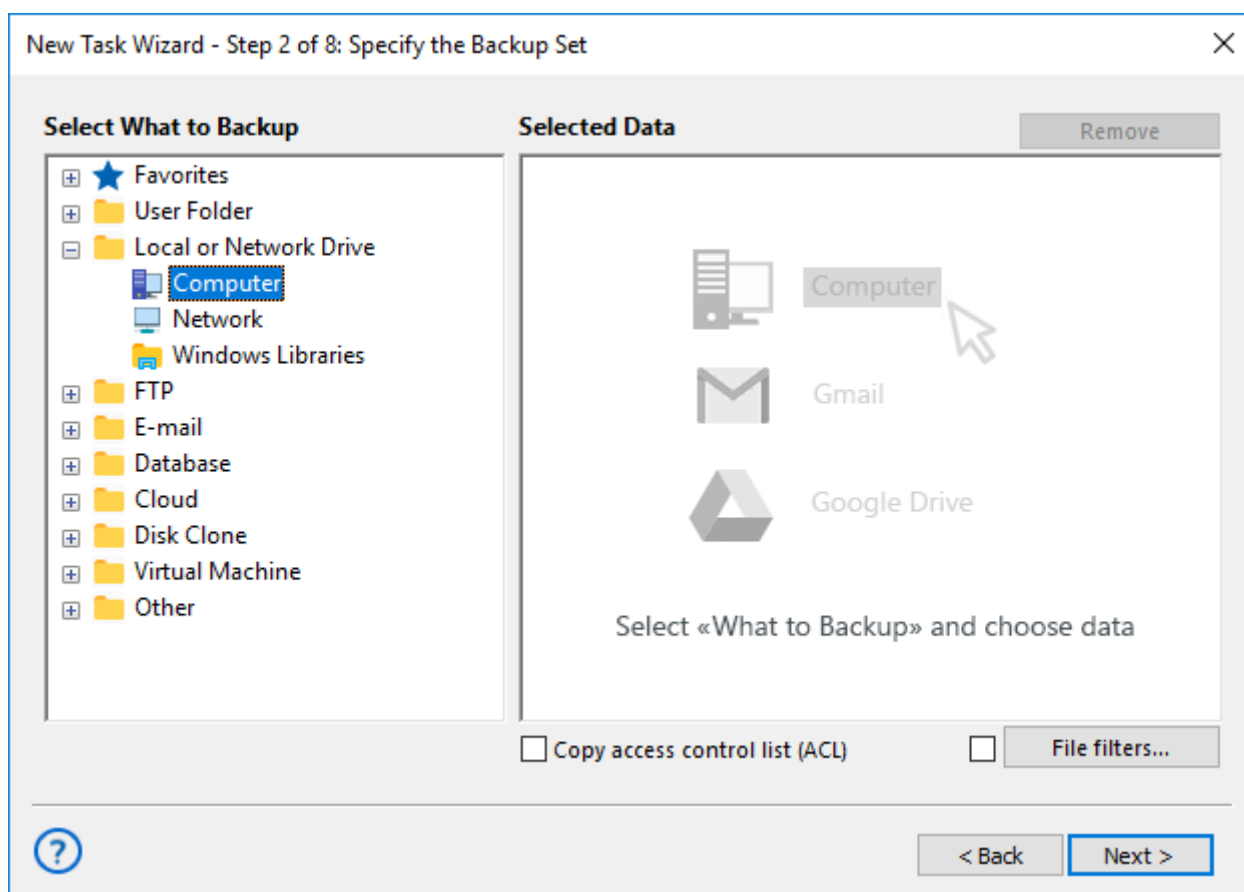 New Task Wizard - Step 2 of 8: Specify the Backup Set
Select What to Backup
Selected Data
Remove
Favorites
User Folder
Local or Network Drive
Computer
Network
Windows Libraries
FTP
E-mail
Database
Cloud
Disk Clone
Virtual Machine
Other
Computer
Gmail
Google Drive
Select «What to Backup» and choose data
Copy access control list (ACL)
File filters...
?
< Back
Next >